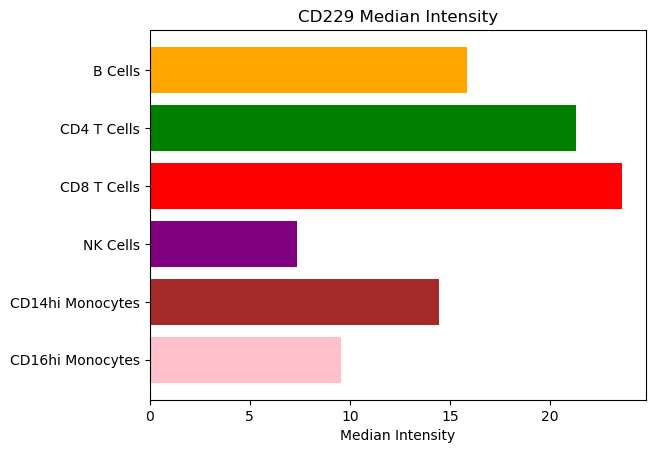 CD229 Median Intensity
B Cells
CD4 T Cells
CD8 T Cells
NK Cells
CD14hi Monocytes
CD16hi Monocytes
0 5 10 15 20
Median Intensity